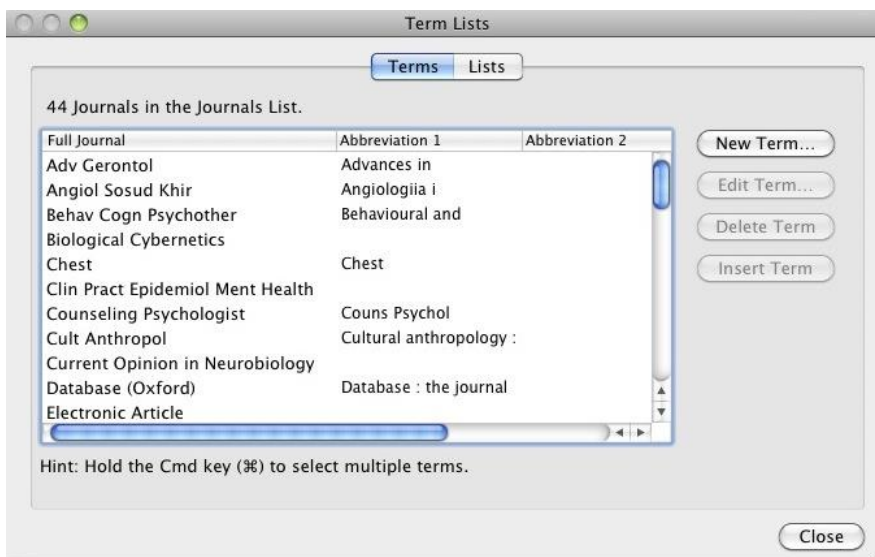 Term Lists
Terms Lists
44 Journals in the Journals List.
Full Journal Abbreviation 1 Abbreviation 2
Adv Gerontol Advances in
Angiol Sosud Khir Angiologiia i
Behav Cogn Psychother Behavioural and
Biological Cybernetics
Chest Chest
Clin Pract Epidemiol Ment Health
Counseling Psychologist Couns Psychol
Cult Anthropol Cultural anthropology :
Current Opinion in Neurobiology
Database (Oxford) Database : the journal
Electronic Article
New Term...
Edit Term...
Delete Term
Insert Term
Hint: Hold the Cmd key (⌘) to select multiple terms.
Close